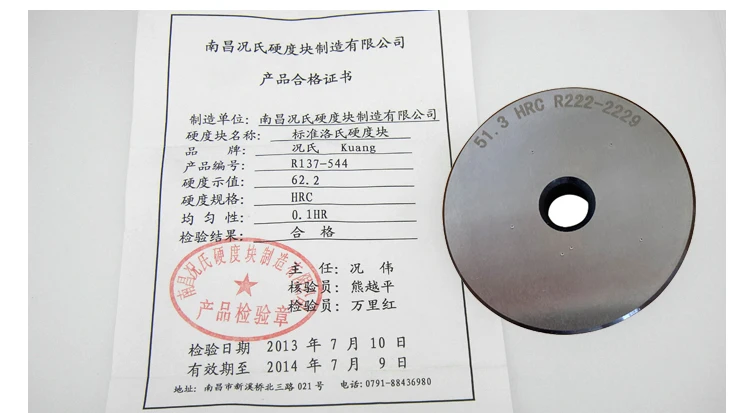 南昌况氏硬度块制造有限公司
产品合格证书
制造单位: 南昌况氏硬度块制造有限公司
硬度块名称: 标准洛氏硬度块
品 牌: 况氏 Kuang
产品编号: R137-544
硬度示值: 62.2
硬度规格: HRC
均 匀 性: 0.1HR
检验结果: 合 格
主 任: 况 伟
核验员: 熊越平
检验员: 万里红
南昌况氏硬度块制造有限公司
产品检验章
检验日期 2013 年 7 月 10 日
有效期至 2014 年 7 月 9 日
地址: 南昌市新溪桥北三路021号 电话:0791-88436980
51.3 HRC R222-2229